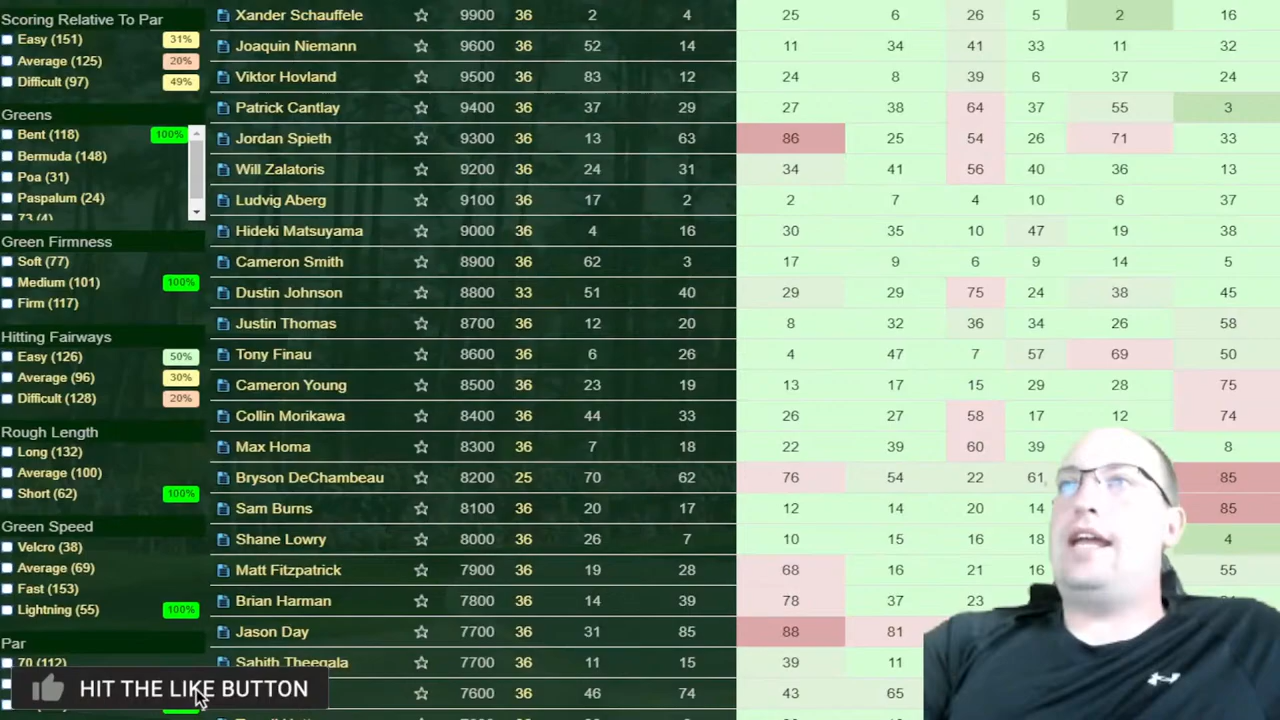 Scoring Relative To Par
Easy (151) 31%
Average (125) 20%
Difficult (97) 49%
Greens
Bent (118) 100%
Bermuda (148)
Poa (31)
Paspalum (24)
Green Firmness
Soft (77)
Medium (101) 100%
Firm (117)
Hitting Fairways
Easy (126) 50%
Average (96) 30%
Difficult (128) 20%
Rough Length
Long (132)
Average (100)
Short (62) 100%
Green Speed
Velcro (38)
Average (69)
Fast (153)
Lightning (55) 100%
Par
70 (112)
HIT THE LIKE BUTTON
Xander Schauffele 9900 36 2 4 25 6 26 5 2 16
Joaquin Niemann 9600 36 52 14 11 34 41 33 11 32
Viktor Hovland 9500 36 83 12 24 8 39 6 37 24
Patrick Cantlay 9400 36 37 29 27 38 64 37 55 3
Jordan Spieth 9300 36 13 63 86 25 54 26 71 33
Will Zalatoris 9200 36 24 31 34 41 56 40 36 13
Ludvig Aberg 9100 36 17 2 2 7 4 10 6 37
Hideki Matsuyama 9000 36 4 16 30 35 10 47 19 38
Cameron Smith 8900 36 62 3 17 9 6 9 14 5
Dustin Johnson 8800 33 51 40 29 29 75 24 38 45
Justin Thomas 8700 36 12 20 8 32 36 34 26 58
Tony Finau 8600 36 6 26 4 47 7 57 69 50
Cameron Young 8500 36 23 19 13 17 15 29 28 75
Collin Morikawa 8400 36 44 33 26 27 58 17 12 74
Max Homa 8300 36 7 18 22 39 60 39 8
Bryson DeChambeau 8200 25 70 62 76 54 22 61 85
Sam Burns 8100 36 20 17 12 14 20 14 85
Shane Lowry 8000 36 26 7 10 15 16 18 4
Matt Fitzpatrick 7900 36 19 28 68 16 21 16 55
Brian Harman 7800 36 14 39 78 37 23
Jason Day 7700 36 31 85 88 81
Sahith Theegala 7700 36 11 15 39 11
7600 36 46 74 43 65